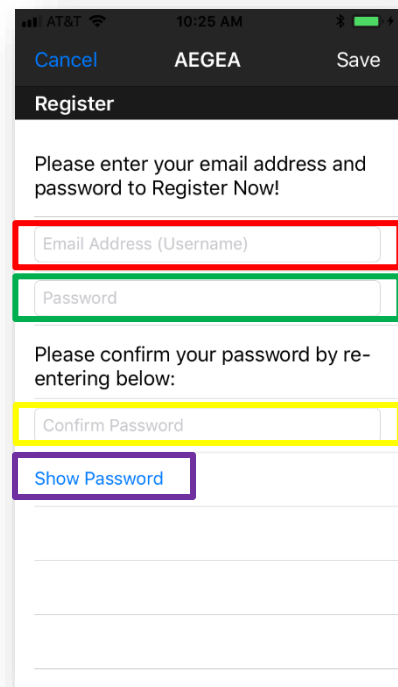 AT&T 10:25 AM
Cancel AEGEA Save
Register
Please enter your email address and
password to Register Now!
Email Address (Username)
Password
Please confirm your password by re-
entering below:
Confirm Password
Show Password